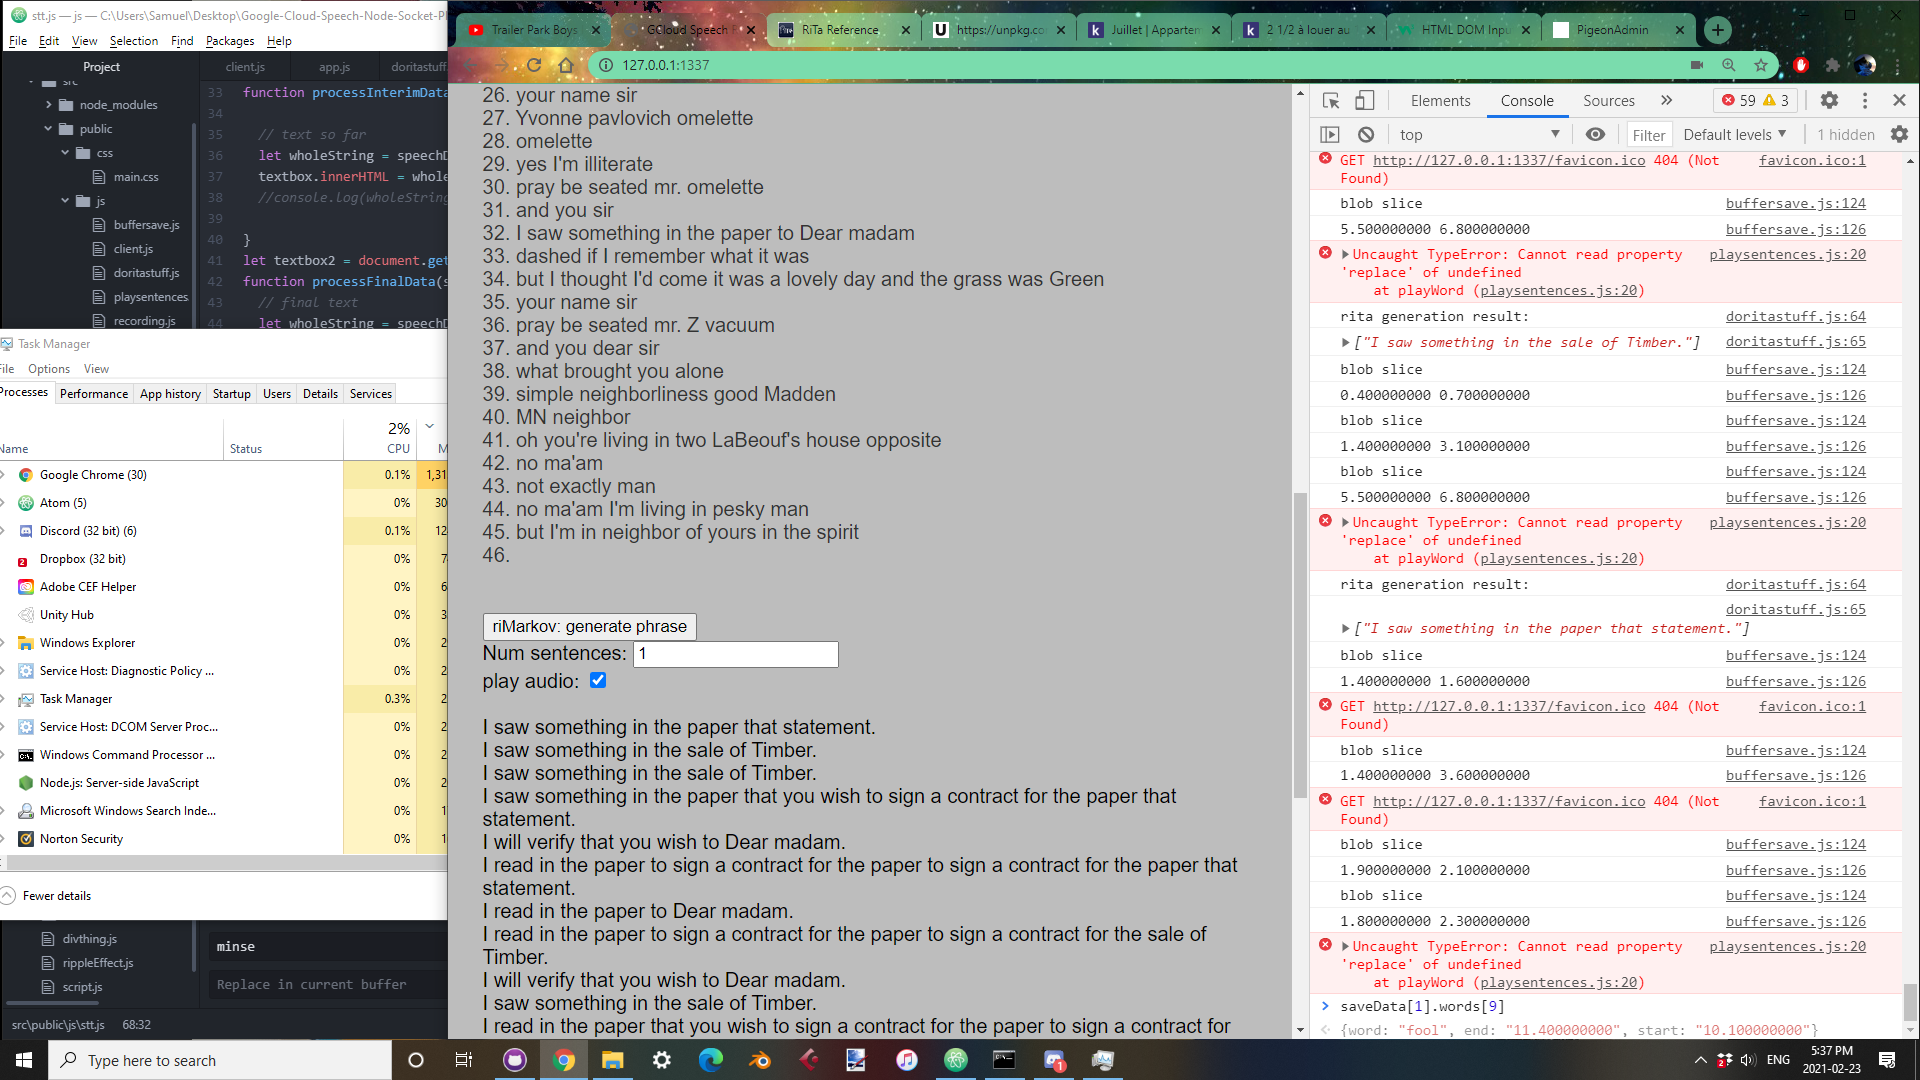 stt.js — js — C:\Users\Samuel\Desktop\Google-Cloud-Speech-Node-Socket-Pl
File Edit View Selection Find Packages Help
Project
src
node_modules
public
css
main.css
js
buffersave.js
client.js
doritastuff.js
playsentences
recording.js
client.js app.js doritastuff
33 function processInterimData
34
35 // text so far
36 let wholeString = speechD
37 textbox.innerHTML = whole
38 //console.log(wholeString
39
40 }
41 let textbox2 = document.get
42 function processFinalData(s
43 // final text
44 let wholeString = speechD
Task Manager
File Options View
Processes Performance App history Startup Users Details Services
2%
Name Status CPU M
Google Chrome (30) 0.1% 1,31
Atom (5) 0% 30
Discord (32 bit) (6) 0.1% 12
Dropbox (32 bit) 0% 7
Adobe CEF Helper 0% 6
Unity Hub 0% 3
Windows Explorer 0% 2
Service Host: Diagnostic Policy ... 0% 2
Task Manager 0.3% 2
Service Host: DCOM Server Proc... 0% 2
Windows Command Processor ... 0% 2
Node.js: Server-side JavaScript 0% 2
Microsoft Windows Search Inde... 0% 1
Norton Security 0% 1
Fewer details
divthing.js
rippleEffect.js
script.js
minse
Replace in current buffer
src\public\js\stt.js 68:32
Trailer Park Boys
GCloud Speech P
RiTa Reference
https://unpkg.co
Juillet | Appartem
2 1/2 à louer au
HTML DOM Inpu
PigeonAdmin
127.0.0.1:1337
26. your name sir
27. Yvonne pavlovich omelette
28. omelette
29. yes I'm illiterate
30. pray be seated mr. omelette
31. and you sir
32. I saw something in the paper to Dear madam
33. dashed if I remember what it was
34. but I thought I'd come it was a lovely day and the grass was Green
35. your name sir
36. pray be seated mr. Z vacuum
37. and you dear sir
38. what brought you alone
39. simple neighborliness good Madden
40. MN neighbor
41. oh you're living in two LaBeouf's house opposite
42. no ma'am
43. not exactly man
44. no ma'am I'm living in pesky man
45. but I'm in neighbor of yours in the spirit
46.
riMarkov: generate phrase
Num sentences: 1
play audio:
I saw something in the paper that statement.
I saw something in the sale of Timber.
I saw something in the sale of Timber.
I saw something in the paper that you wish to sign a contract for the paper that
statement.
I will verify that you wish to Dear madam.
I read in the paper to sign a contract for the paper to sign a contract for the paper that
statement.
I read in the paper to Dear madam.
I read in the paper to sign a contract for the paper to sign a contract for the sale of
Timber.
I will verify that you wish to Dear madam.
I saw something in the sale of Timber.
I read in the paper that you wish to sign a contract for the paper to sign a contract for
Elements Console Sources 59 3
top Filter Default levels 1 hidden
GET http://127.0.0.1:1337/favicon.ico 404 (Not favicon.ico:1
Found)
blob slice buffersave.js:124
5.500000000 6.800000000 buffersave.js:126
Uncaught TypeError: Cannot read property playsentences.js:20
'replace' of undefined
at playWord (playsentences.js:20)
rita generation result: doritastuff.js:64
["I saw something in the sale of Timber."] doritastuff.js:65
blob slice buffersave.js:124
0.400000000 0.700000000 buffersave.js:126
blob slice buffersave.js:124
1.400000000 3.100000000 buffersave.js:126
blob slice buffersave.js:124
5.500000000 6.800000000 buffersave.js:126
Uncaught TypeError: Cannot read property playsentences.js:20
'replace' of undefined
at playWord (playsentences.js:20)
rita generation result: doritastuff.js:64
doritastuff.js:65
["I saw something in the paper that statement."]
blob slice buffersave.js:124
1.400000000 1.600000000 buffersave.js:126
GET http://127.0.0.1:1337/favicon.ico 404 (Not favicon.ico:1
Found)
blob slice buffersave.js:124
1.400000000 3.600000000 buffersave.js:126
GET http://127.0.0.1:1337/favicon.ico 404 (Not favicon.ico:1
Found)
blob slice buffersave.js:124
1.900000000 2.100000000 buffersave.js:126
blob slice buffersave.js:124
1.800000000 2.300000000 buffersave.js:126
Uncaught TypeError: Cannot read property playsentences.js:20
'replace' of undefined
at playWord (playsentences.js:20)
saveData[1].words[9]
{word: "fool", end: "11.400000000", start: "10.100000000"}
Type here to search
ENG
5:37 PM
2021-02-23